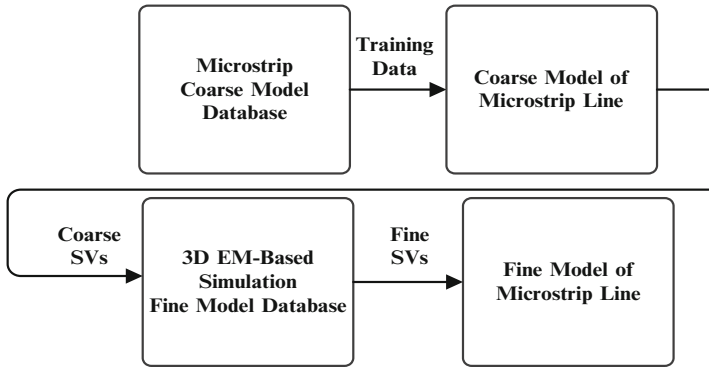 Microstrip
Coarse Model
Database
Training
Data
Coarse Model of
Microstrip Line
Coarse
SVs
3D EM-Based
Simulation
Fine Model Database
Fine
SVs
Fine Model of
Microstrip Line